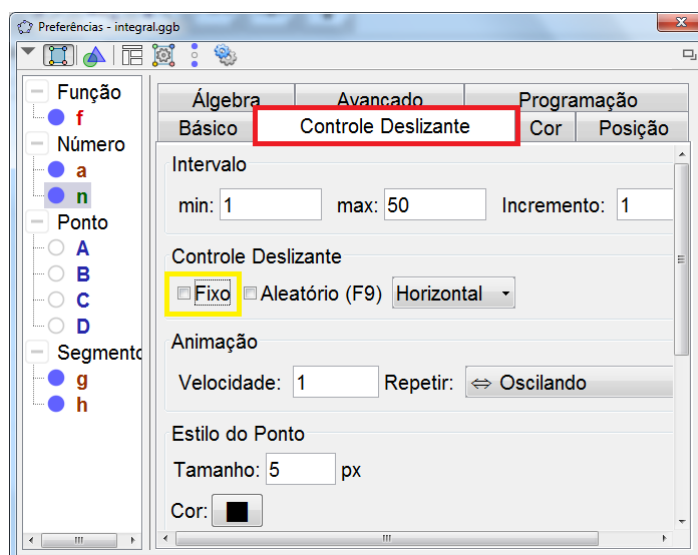 Preferências - integral.ggb
Função
f
Número
a
n
Ponto
A
B
C
D
Segmento
g
h
Álgebra Avançado Programação
Básico Controle Deslizante Cor Posição
Intervalo
min: 1 max: 50 Incremento: 1
Controle Deslizante
Fixo Aleatório (F9) Horizontal
Animação
Velocidade: 1 Repetir: ⇔ Oscilando
Estilo do Ponto
Tamanho: 5 px
Cor: